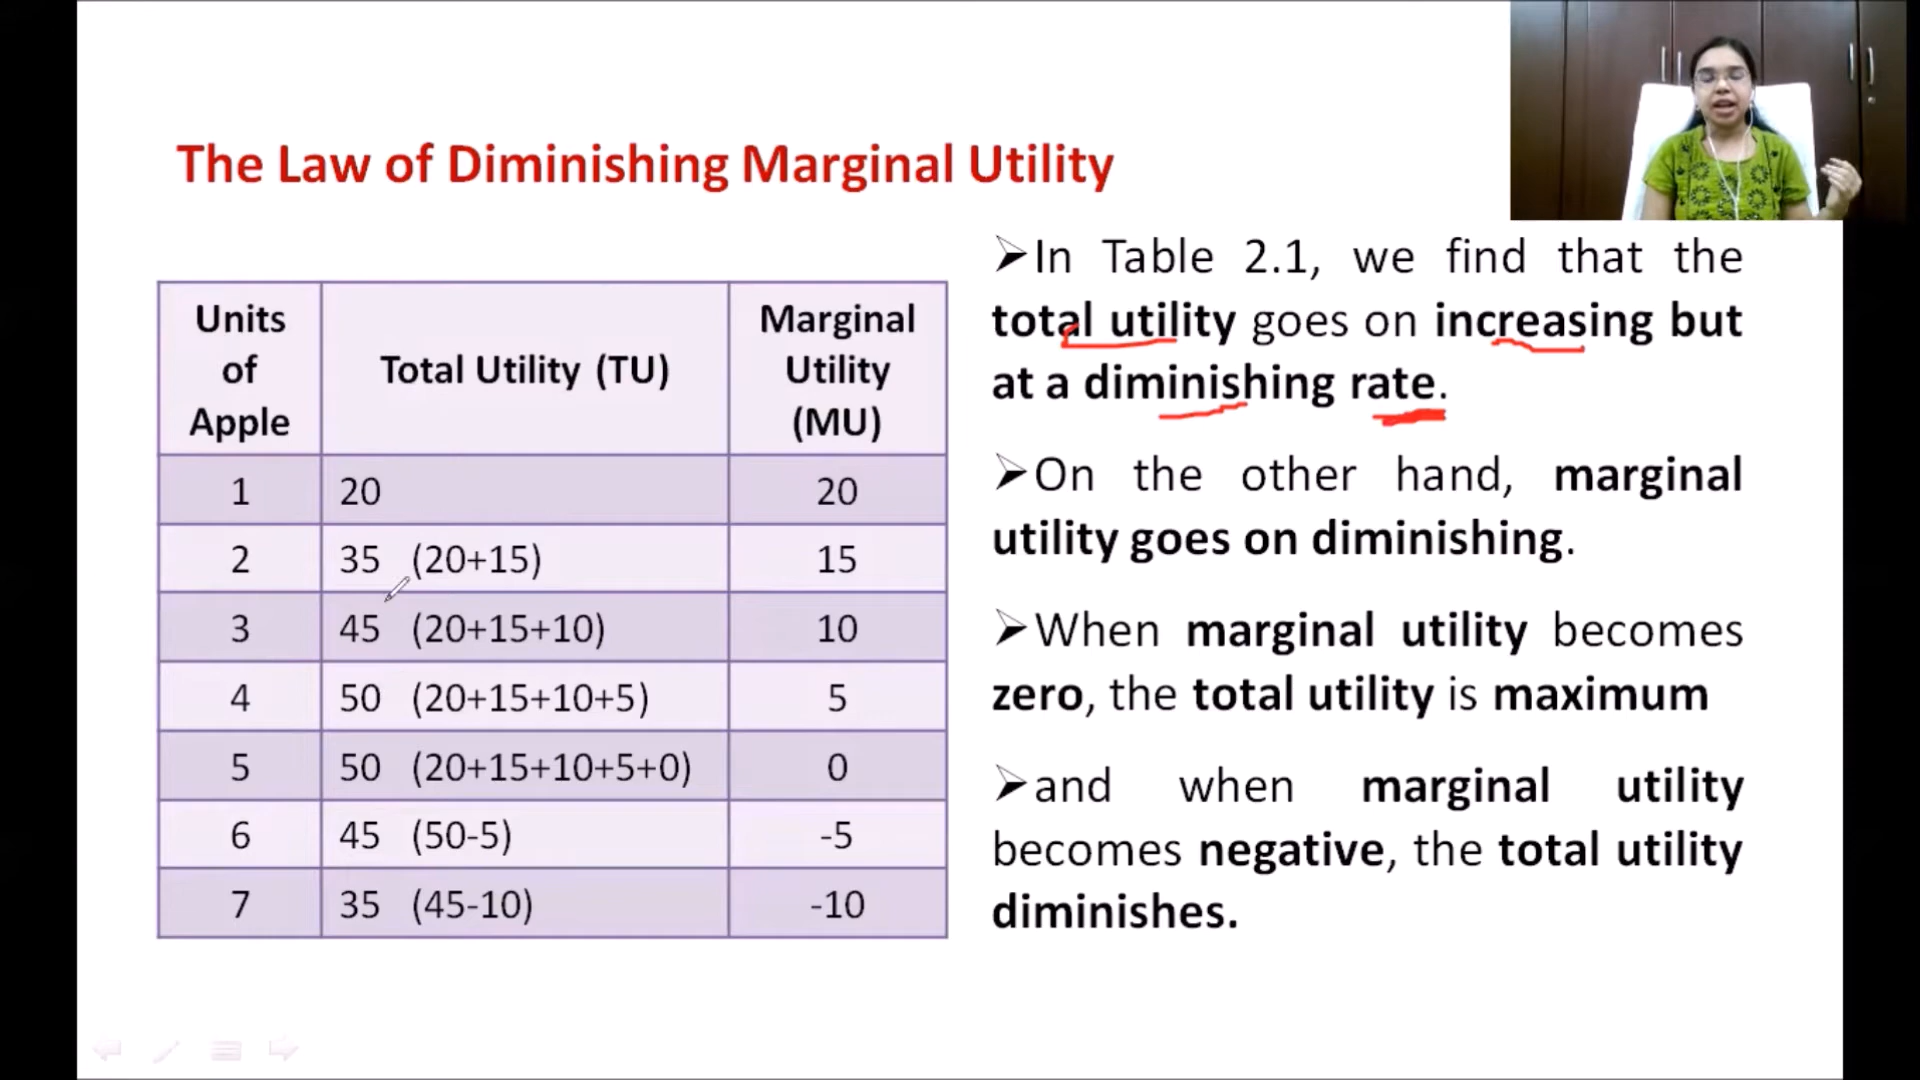 The Law of Diminishing Marginal Utility
Units of Apple | Total Utility (TU) | Marginal Utility (MU)
1 | 20 | 20
2 | 35 (20+15) | 15
3 | 45 (20+15+10) | 10
4 | 50 (20+15+10+5) | 5
5 | 50 (20+15+10+5+0) | 0
6 | 45 (50-5) | -5
7 | 35 (45-10) | -10
➢In Table 2.1, we find that the
total utility goes on increasing but
at a diminishing rate.
➢On the other hand, marginal
utility goes on diminishing.
➢When marginal utility becomes
zero, the total utility is maximum
➢and when marginal utility
becomes negative, the total utility
diminishes.